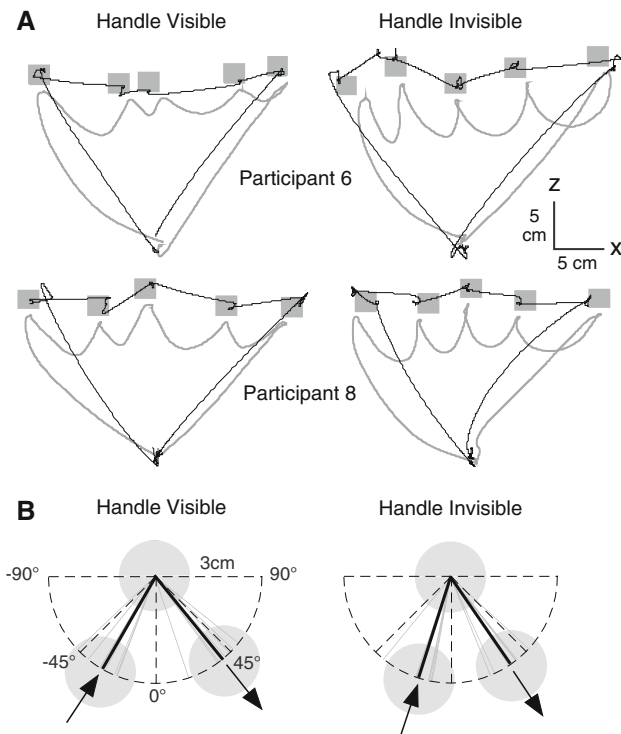 A
Handle Visible
Handle Invisible
Participant 6
z
5
cm
x
5 cm
Participant 8
B
Handle Visible
Handle Invisible
-90°
3cm
90°
-45°
45°
0°